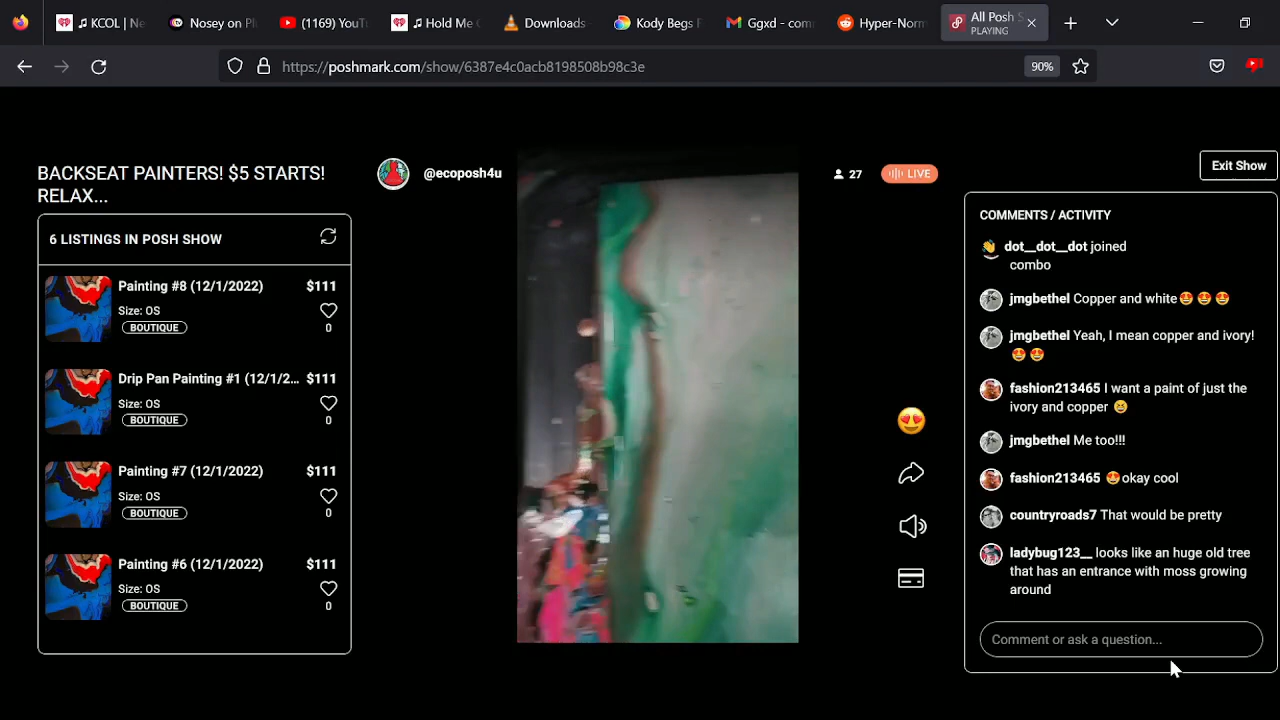 ♫ KCOL | Ne
Nosey on Pl
(1169) YouT
♫ Hold Me C
Downloads
Kody Begs F
Ggxd - com
Hyper-Norm
All Posh S
PLAYING
https://poshmark.com/show/6387e4c0acb8198508b98c3e
90%
BACKSEAT PAINTERS! $5 STARTS!
RELAX...
@ecoposh4u
27
LIVE
Exit Show
6 LISTINGS IN POSH SHOW
Painting #8 (12/1/2022) $111
Size: OS
BOUTIQUE
0
Drip Pan Painting #1 (12/1/2... $111
Size: OS
BOUTIQUE
0
Painting #7 (12/1/2022) $111
Size: OS
BOUTIQUE
0
Painting #6 (12/1/2022) $111
Size: OS
BOUTIQUE
0
COMMENTS / ACTIVITY
dot__dot__dot joined
combo
jmgbethel Copper and white😍 😍 😍
jmgbethel Yeah, I mean copper and ivory!
😍 😍
fashion213465 I want a paint of just the
ivory and copper 😆
jmgbethel Me too!!!
fashion213465 😍okay cool
countryroads7 That would be pretty
ladybug123__ looks like an huge old tree
that has an entrance with moss growing
around
Comment or ask a question...